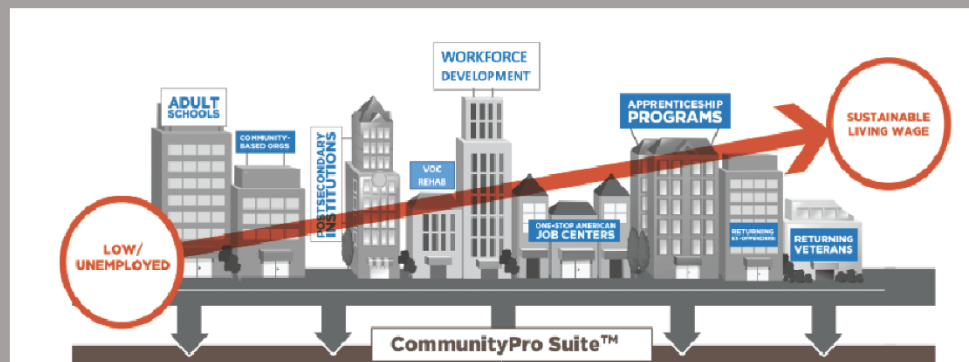 WORKFORCE
DEVELOPMENT
ADULT
SCHOOLS
COMMUNITY-
BASED ORGS
POSTSECONDARY
INSTITUTIONS
VOC
REHAB
APPRENTICESHIP
PROGRAMS
SUSTAINABLE
LIVING WAGE
ONE-STOP AMERICAN
JOB CENTERS
RETURNING
EX-OFFENDERS
RETURNING
VETERANS
LOW/
UNEMPLOYED
CommunityPro Suite™